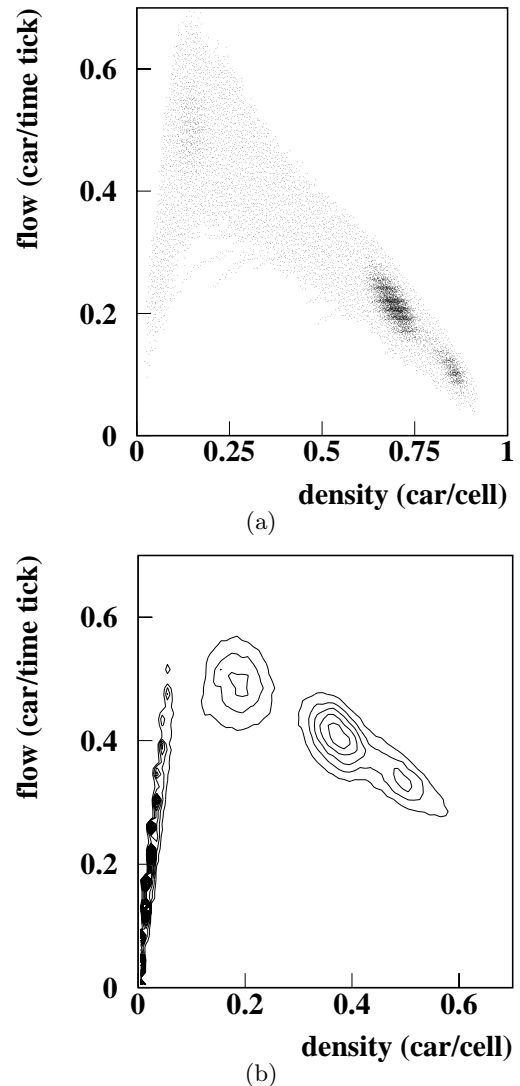 flow (car/time tick)
0.6
0.4
0.2
0
0 0.25 0.5 0.75 1
density (car/cell)
(a)
flow (car/time tick)
0.6
0.4
0.2
0
0 0.2 0.4 0.6
density (car/cell)
(b)